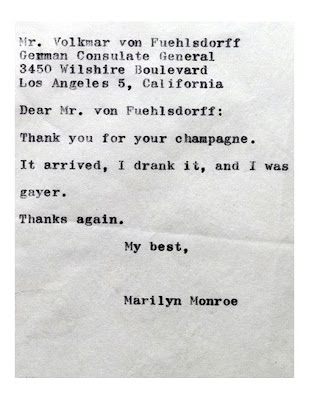 Mr. Volkmar von Fuehlsdorff
German Consulate General
3450 Wilshire Boulevard
Los Angeles 5, California
Dear Mr. von Fuehlsdorff:
Thank you for your champagne.
It arrived, I drank it, and I was
gayer.
Thanks again.
My best,
Marilyn Monroe